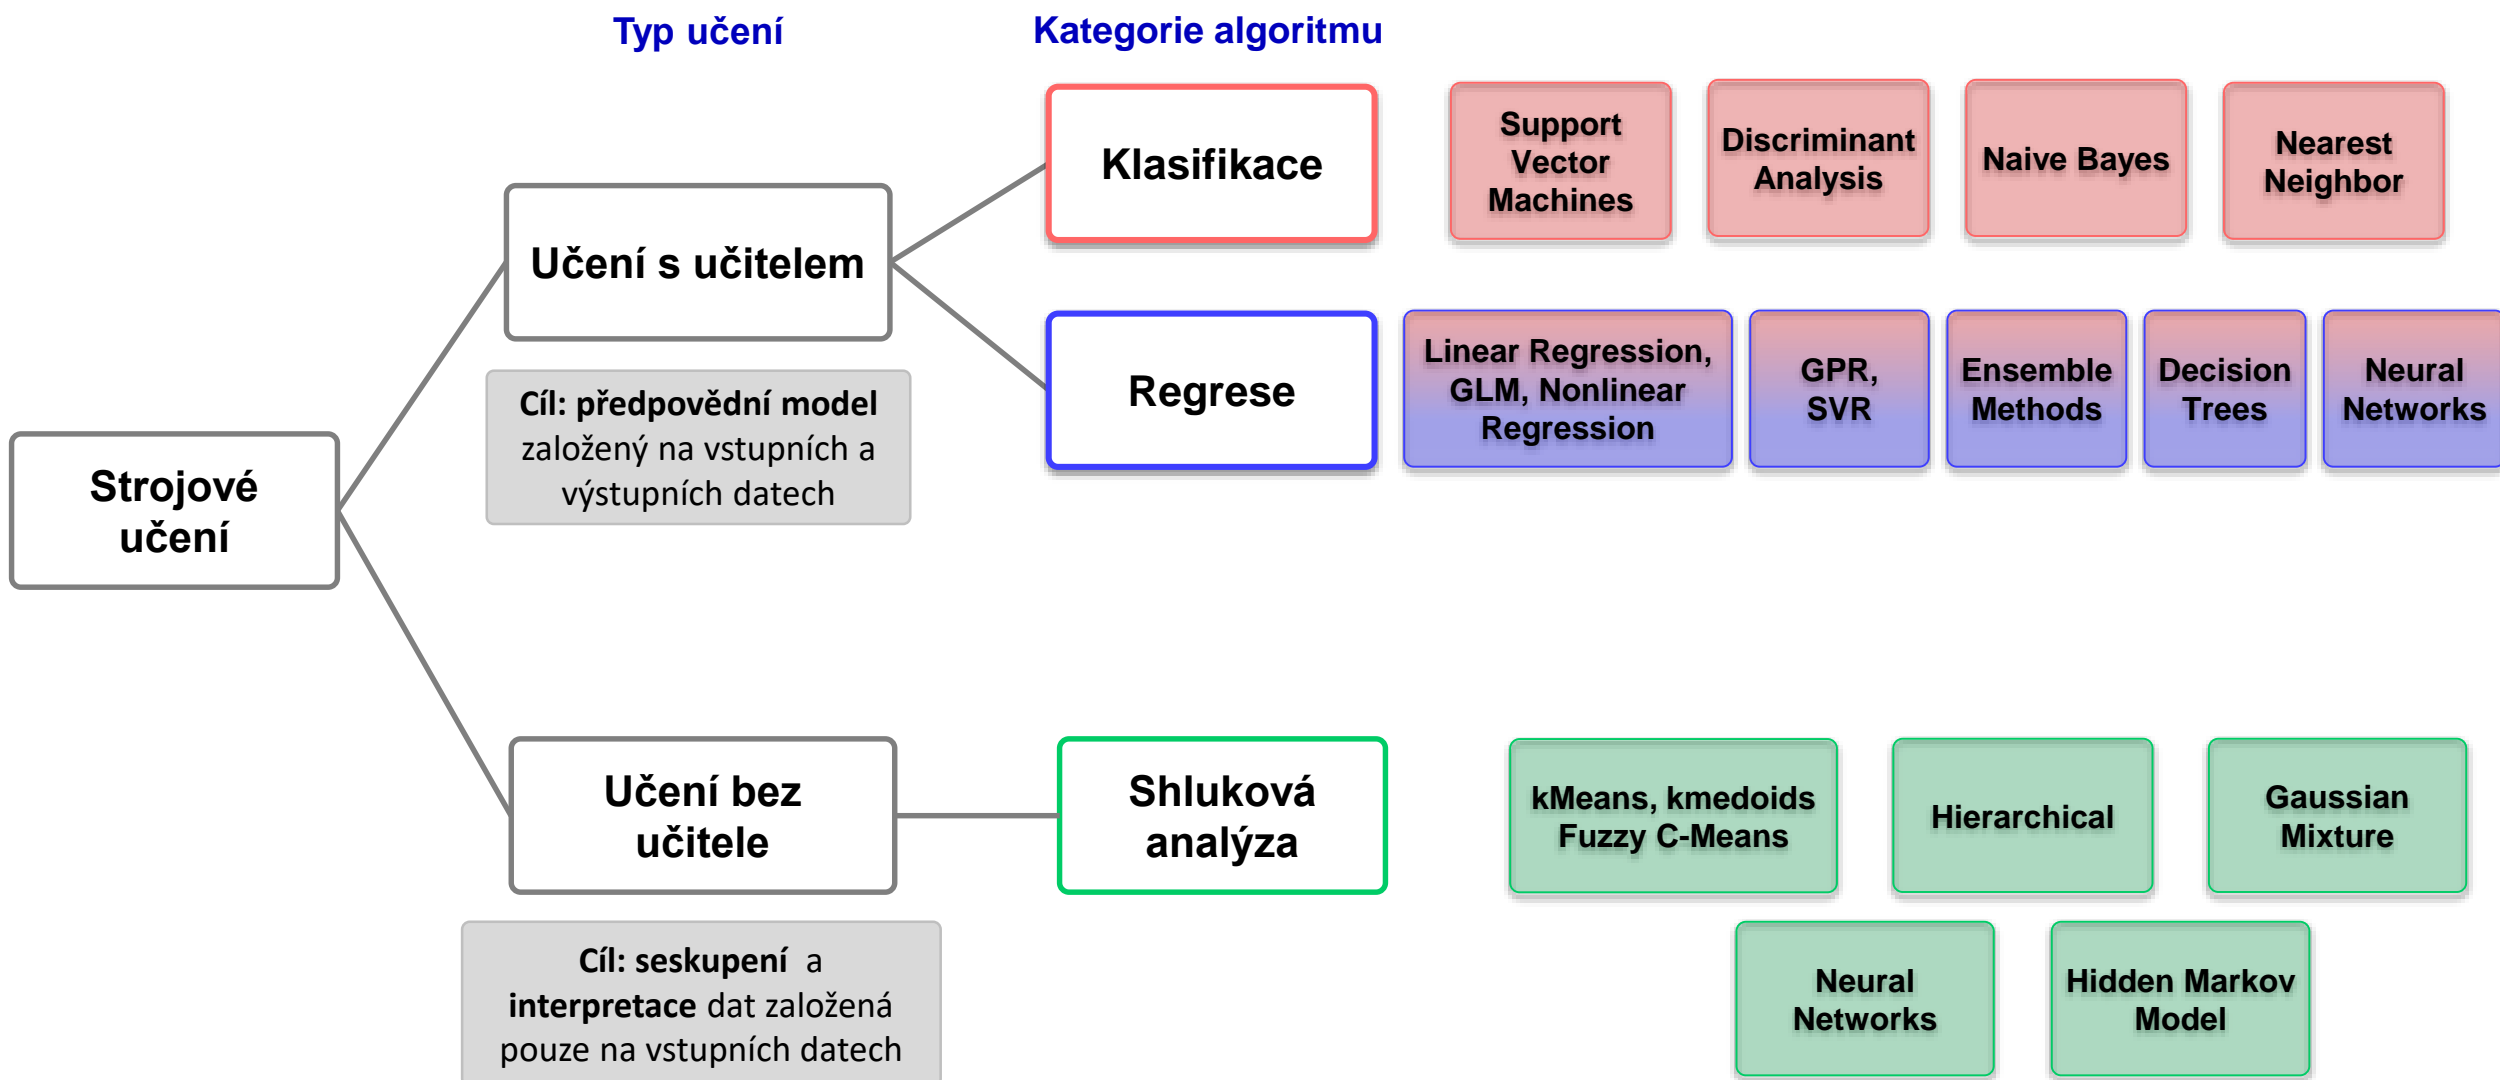 Typ učení
Kategorie algoritmu
Klasifikace
Support
Vector
Machines
Discriminant
Analysis
Naive Bayes
Nearest
Neighbor
Učení s učitelem
Cíl: předpovědní model
založený na vstupních a
výstupních datech
Regrese
Linear Regression,
GLM, Nonlinear
Regression
GPR,
SVR
Ensemble
Methods
Decision
Trees
Neural
Networks
Strojové
učení
Učení bez
učitele
Shluková
analýza
kMeans, kmedoids
Fuzzy C-Means
Hierarchical
Gaussian
Mixture
Cíl: seskupení a
interpretace dat založená
pouze na vstupních datech
Neural
Networks
Hidden Markov
Model